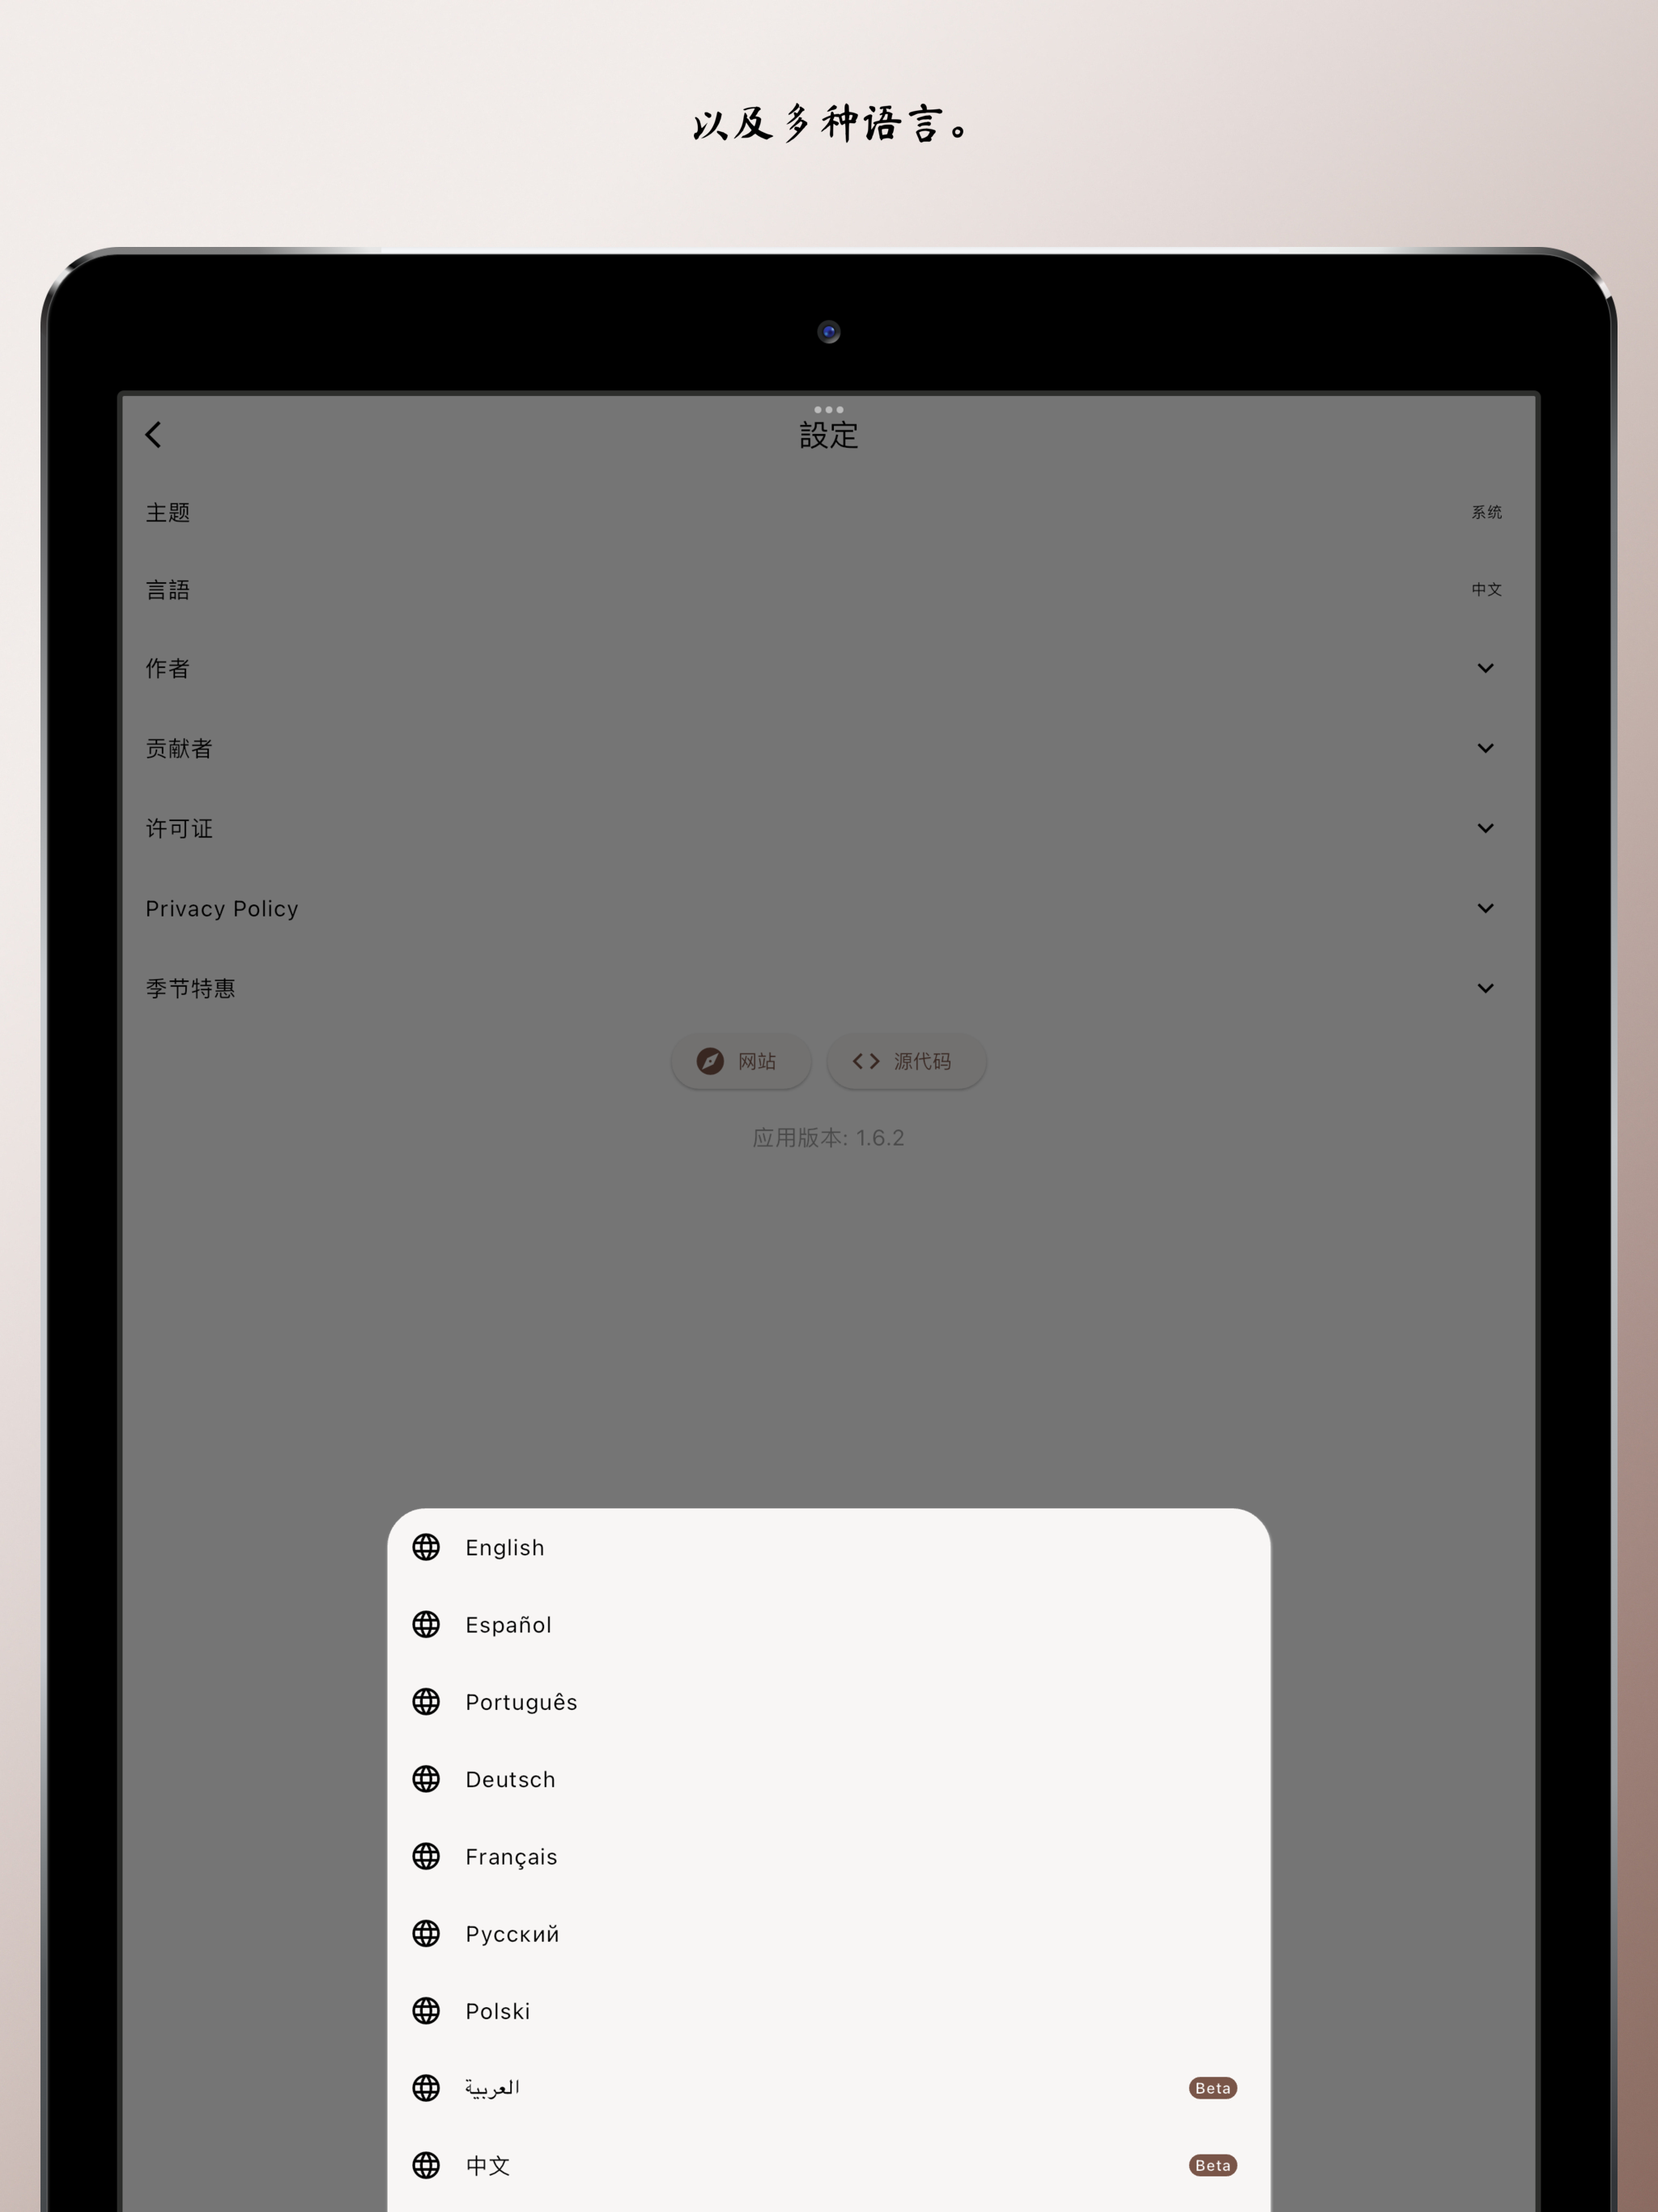 以及多种语言。
設定
主题 系统
言語 中文
作者
贡献者
许可证
Privacy Policy
季节特惠
网站 源代码
应用版本: 1.6.2
English
Español
Português
Deutsch
Français
Русский
Polski
العربية Beta
中文 Beta